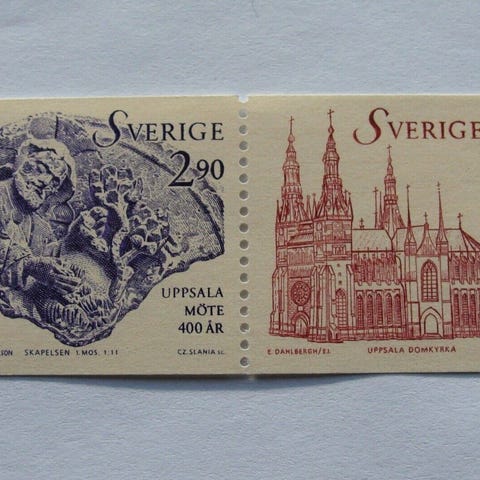 SVERIGE
2.90
UPPSALA
MÖTE
400 ÅR
SKAPELSEN 1. MOS. 1:11
CZ. SLANIA sc.
SVERIGE
E. DAHLBERGH/EJ.
UPPSALA DOMKYRKA